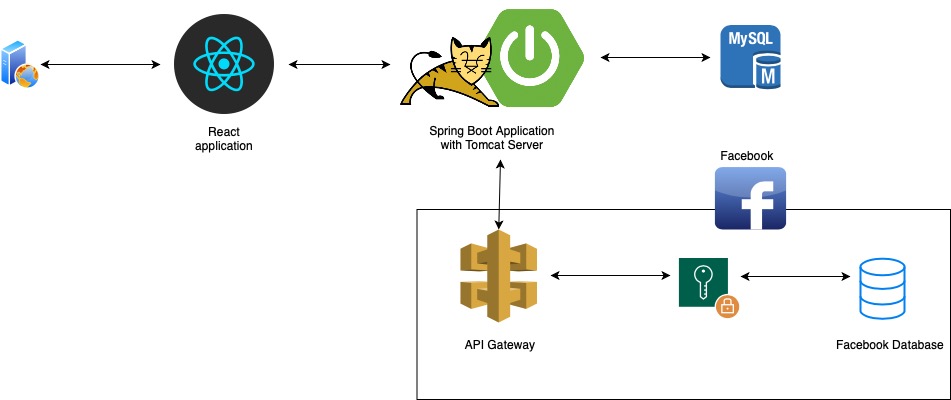 MySQL
M
React
application
Spring Boot Application
with Tomcat Server
Facebook
f
API Gateway
Facebook Database